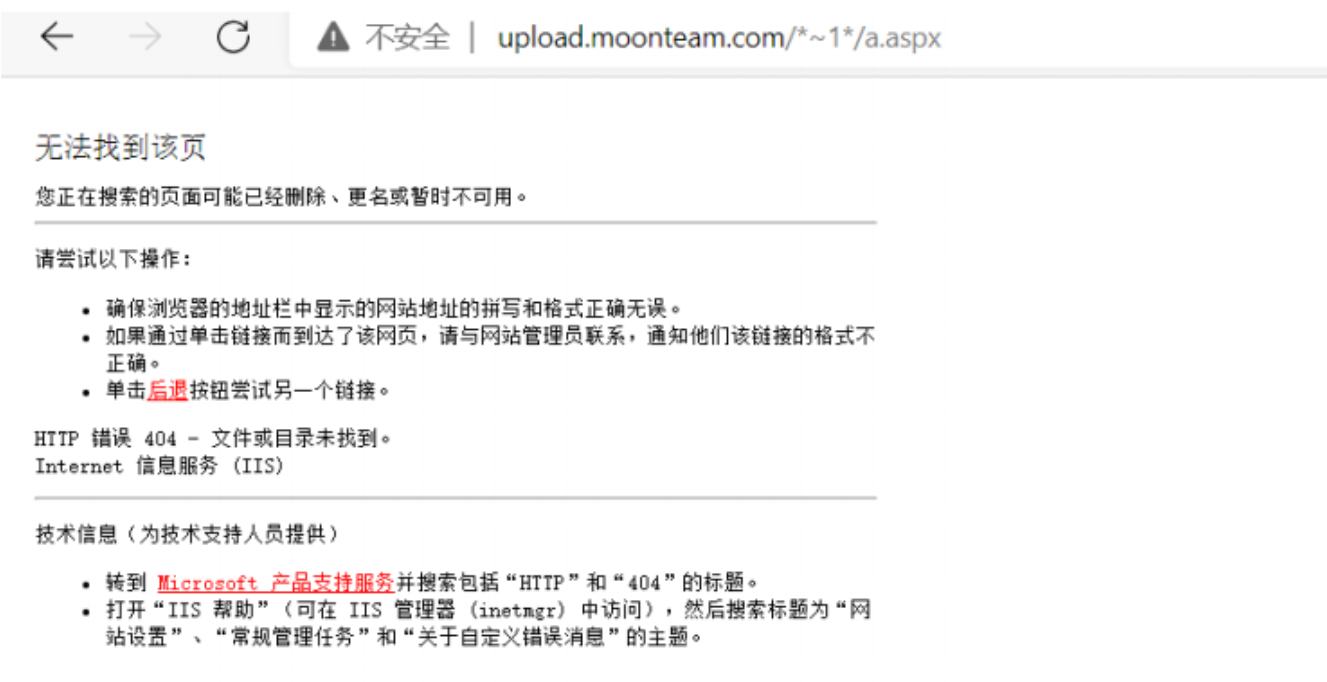 不安全 | upload.moonteam.com/*~1*/a.aspx
无法找到该页
您正在搜索的页面可能已经删除、更名或暂时不可用。
请尝试以下操作：
• 确保浏览器的地址栏中显示的网站地址的拼写和格式正确无误。
• 如果通过单击链接而到达了该网页，请与网站管理员联系，通知他们该链接的格式不
正确。
• 单击后退按钮尝试另一个链接。
HTTP 错误 404 - 文件或目录未找到。
Internet 信息服务 (IIS)
技术信息（为技术支持人员提供）
• 转到 Microsoft 产品支持服务并搜索包括“HTTP”和“404”的标题。
• 打开“IIS 帮助”（可在 IIS 管理器 (inetmgr) 中访问），然后搜索标题为“网
站设置”、“常规管理任务”和“关于自定义错误消息”的主题。